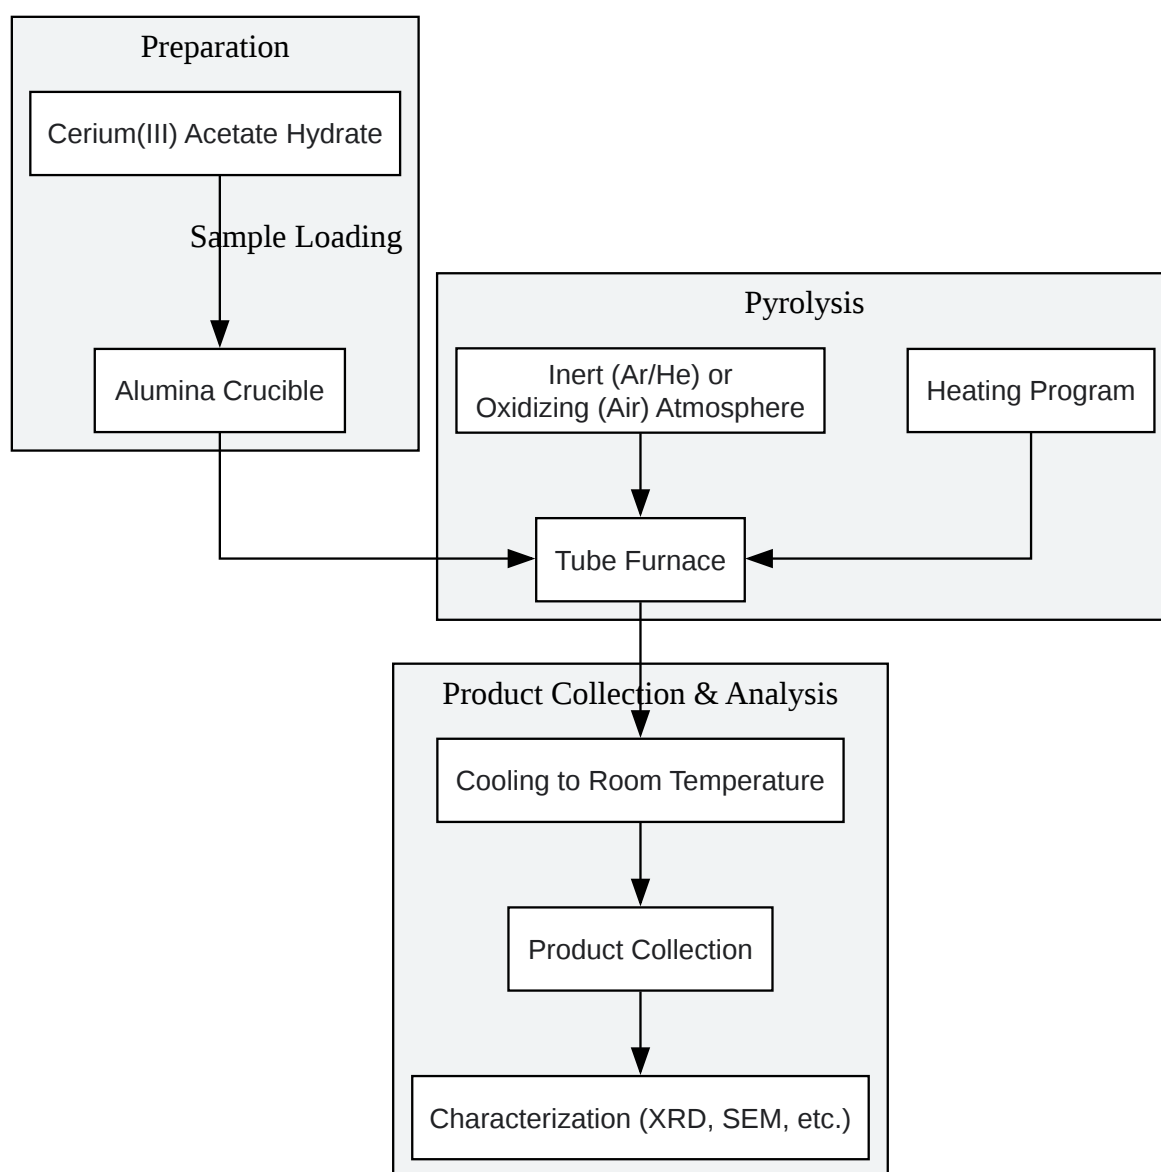 Preparation
Cerium(III) Acetate Hydrate
Sample Loading
Alumina Crucible
Pyrolysis
Inert (Ar/He) or
Oxidizing (Air) Atmosphere
Heating Program
Tube Furnace
Product Collection & Analysis
Cooling to Room Temperature
Product Collection
Characterization (XRD, SEM, etc.)